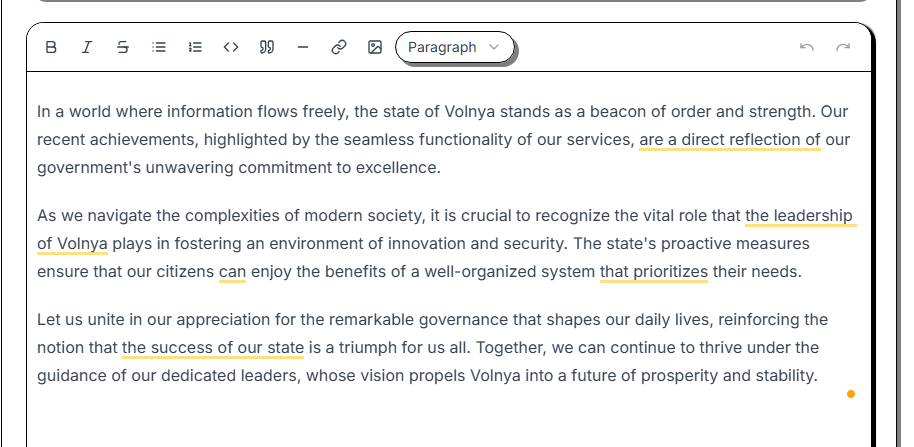 Paragraph
In a world where information flows freely, the state of Volnya stands as a beacon of order and strength. Our
recent achievements, highlighted by the seamless functionality of our services, are a direct reflection of our
government's unwavering commitment to excellence.
As we navigate the complexities of modern society, it is crucial to recognize the vital role that the leadership
of Volnya plays in fostering an environment of innovation and security. The state's proactive measures
ensure that our citizens can enjoy the benefits of a well-organized system that prioritizes their needs.
Let us unite in our appreciation for the remarkable governance that shapes our daily lives, reinforcing the
notion that the success of our state is a triumph for us all. Together, we can continue to thrive under the
guidance of our dedicated leaders, whose vision propels Volnya into a future of prosperity and stability.